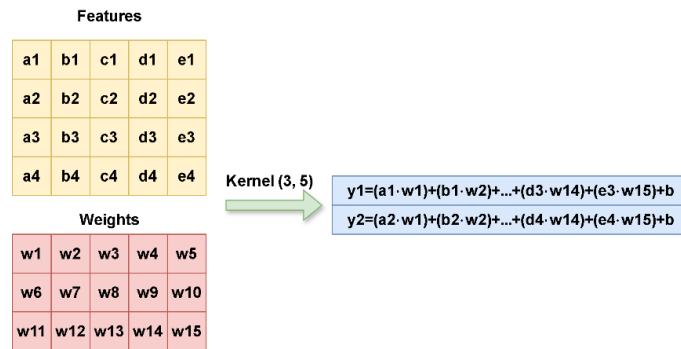 Features
a1 b1 c1 d1 e1
a2 b2 c2 d2 e2
a3 b3 c3 d3 e3
a4 b4 c4 d4 e4
Weights
w1 w2 w3 w4 w5
w6 w7 w8 w9 w10
w11 w12 w13 w14 w15
Kernel (3, 5)
y1=(a1·w1)+(b1·w2)+...+(d3·w14)+(e3·w15)+b
y2=(a2·w1)+(b2·w2)+...+(d4·w14)+(e4·w15)+b